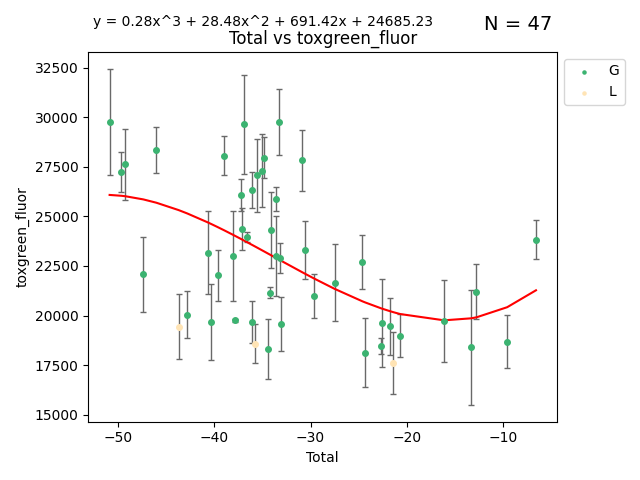 y = 0.28x^3 + 28.48x^2 + 691.42x + 24685.23
N = 47
Total vs toxgreen_fluor
32500
30000
27500
25000
22500
20000
17500
15000
toxgreen_fluor
−50
−40
−30
−20
−10
Total
G
L